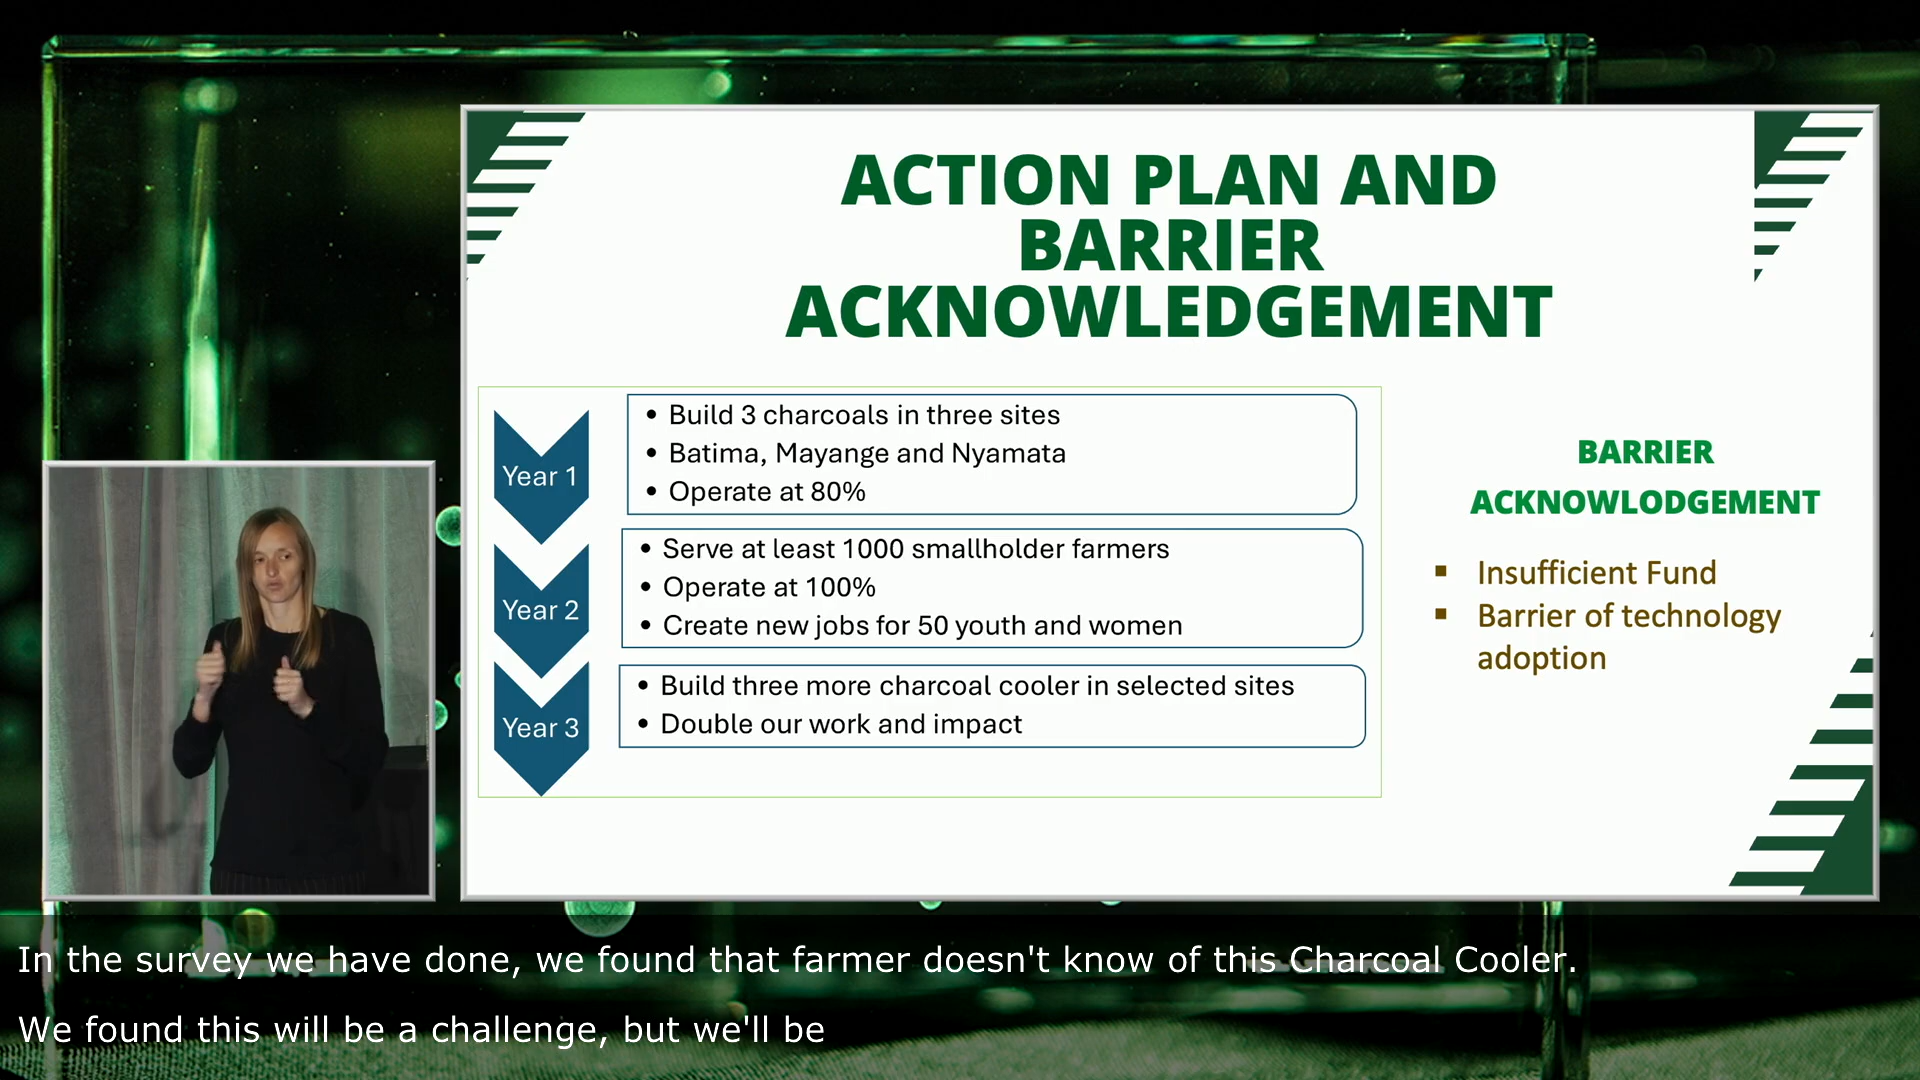 ACTION PLAN AND
BARRIER
ACKNOWLEDGEMENT
Year 1
• Build 3 charcoals in three sites
• Batima, Mayange and Nyamata
• Operate at 80%
Year 2
• Serve at least 1000 smallholder farmers
• Operate at 100%
• Create new jobs for 50 youth and women
Year 3
• Build three more charcoal cooler in selected sites
• Double our work and impact
BARRIER
ACKNOWLODGEMENT
▪ Insufficient Fund
▪ Barrier of technology
adoption
In the survey we have done, we found that farmer doesn't know of this Charcoal Cooler.
We found this will be a challenge, but we'll be